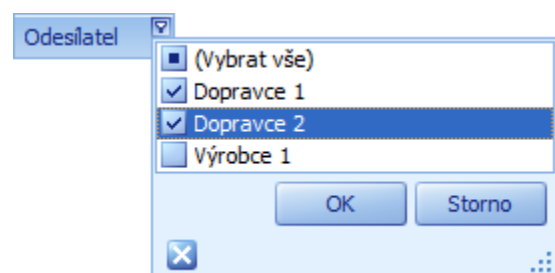 Odesílatel
(Vybrat vše)
Dopravce 1
Dopravce 2
Výrobce 1
OK Storno